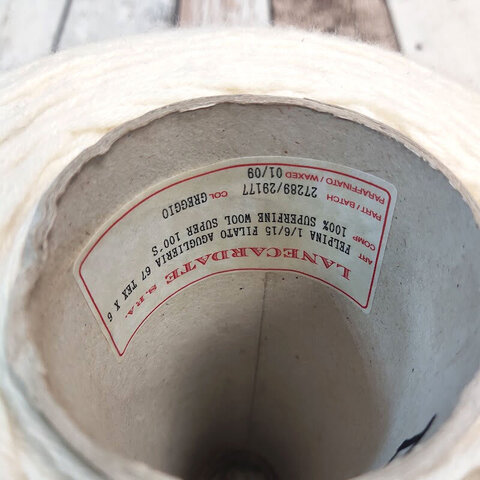 LANECARDATE S.P.A.
ART FELPINA 1/6/15 FILATO AGUGLIERIA 67 TEX X 6
COMP 100% SUPERFINE WOOL SUPER 100'S
PART / BATCH 27289/29177 COL GREGGIO
PARAFFINATO / WAXED 01/09